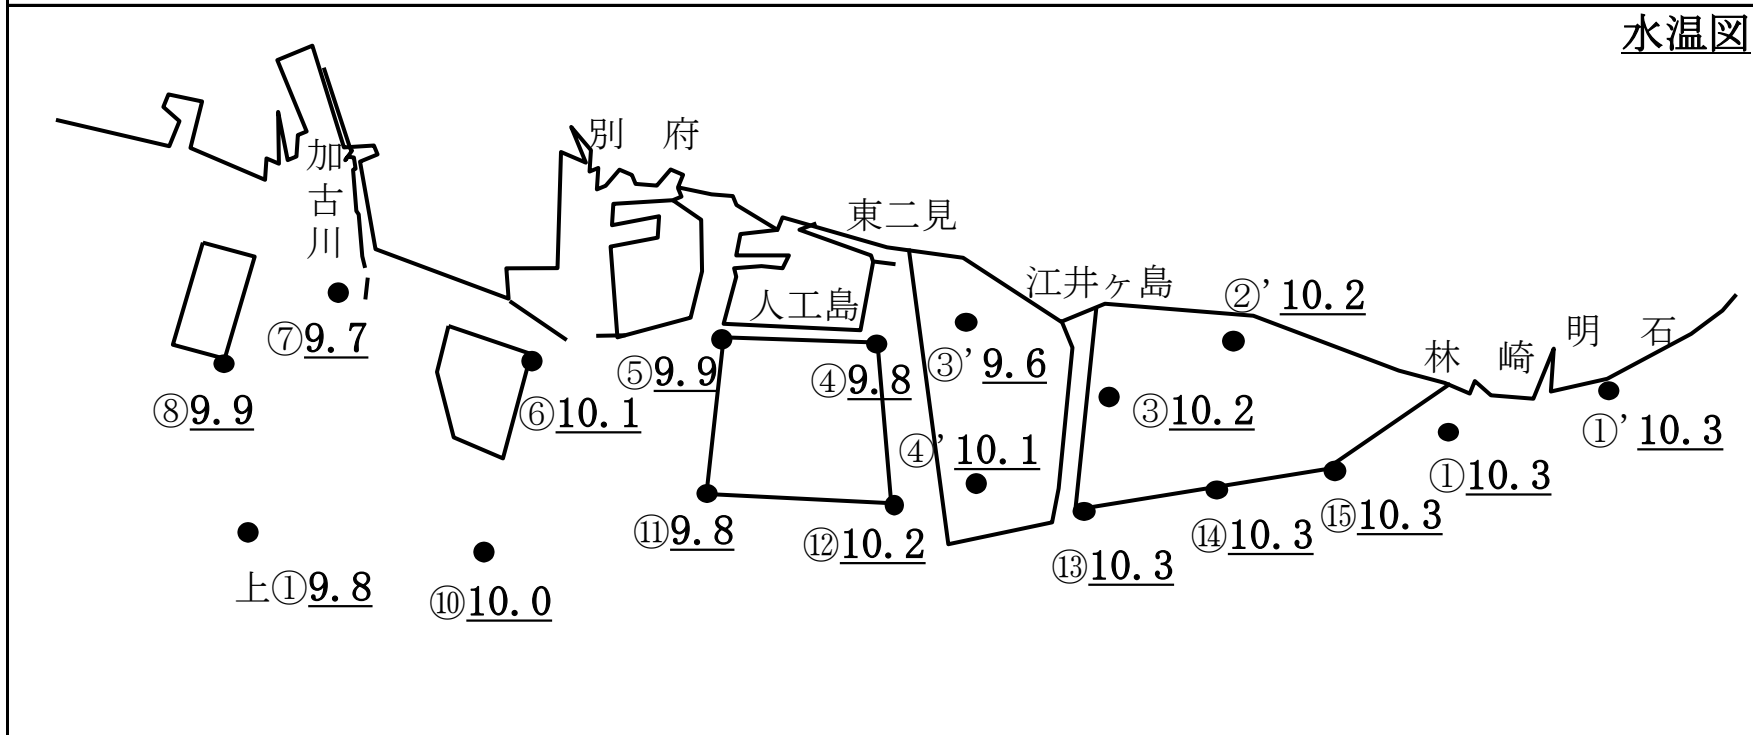 水温図
別 府
加古川
東二見
江井ヶ島
人工島
明 石
林 崎
②' 10.2
⑦9.7
③' 9.6
⑤9.9
④9.8
⑧9.9
⑥10.1
③10.2
①' 10.3
④' 10.1
①10.3
⑪9.8
⑫10.2
⑮10.3
⑭10.3
⑬10.3
上①9.8
⑩10.0